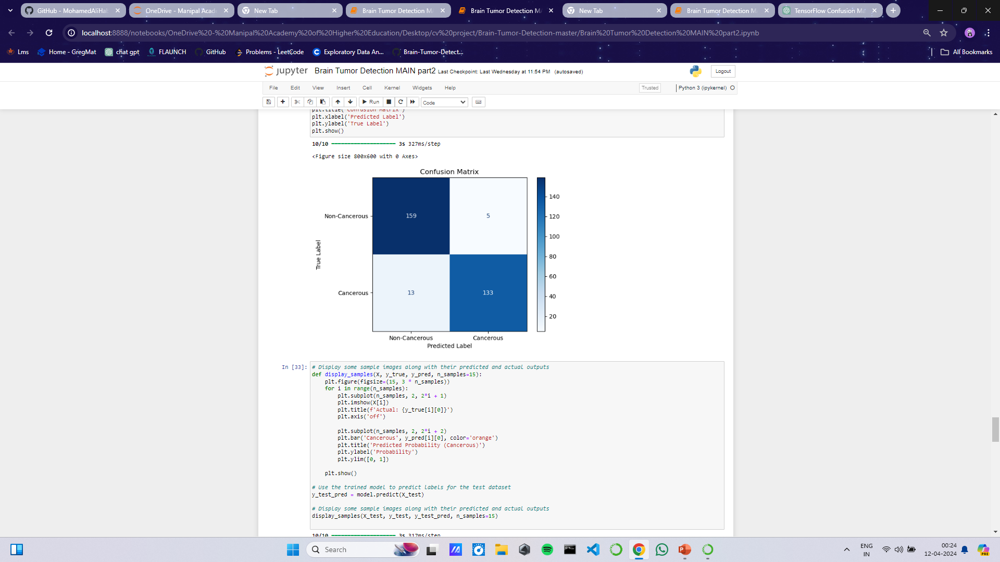 GitHub - MohamedAliHab
OneDrive - Manipal Acade
New Tab
Brain Tumor Detection M
Brain Tumor Detection M
New Tab
Brain Tumor Detection M
TensorFlow Confusion Ma
localhost:8888/notebooks/OneDrive%20-%20Manipal%20Academy%20of%20Higher%20Education/Desktop/cv%20project/Brain-Tumor-Detection-master/Brain%20Tumor%20Detection%20MAIN%20part2.ipynb
Lms
Home - GregMat
chat gpt
FLAUNCH
GitHub
Problems - LeetCode
Exploratory Data An...
Brain-Tumor-Detect...
All Bookmarks
jupyter Brain Tumor Detection MAIN part2 Last Checkpoint: Last Wednesday at 11:54 PM (autosaved)
Logout
File Edit View Insert Cell Kernel Widgets Help
Trusted
Python 3 (ipykernel)
Run
Code
plt.title('Confusion Matrix')
plt.xlabel('Predicted Label')
plt.ylabel('True Label')
plt.show()
10/10 3s 327ms/step
<Figure size 800x600 with 0 Axes>
Confusion Matrix
Non-Cancerous
Cancerous
True Label
159
5
13
133
Non-Cancerous
Cancerous
Predicted Label
140
120
100
80
60
40
20
In [33]:
# Display some sample images along with their predicted and actual outputs
def display_samples(X, y_true, y_pred, n_samples=15):
    plt.figure(figsize=(15, 3 * n_samples))
    for i in range(n_samples):
        plt.subplot(n_samples, 2, 2*i + 1)
        plt.imshow(X[i])
        plt.title(f'Actual: {y_true[i][0]}')
        plt.axis('off')
        plt.subplot(n_samples, 2, 2*i + 2)
        plt.bar('Cancerous', y_pred[i][0], color='orange')
        plt.title('Predicted Probability (Cancerous)')
        plt.ylabel('Probability')
        plt.ylim([0, 1])
    plt.show()
# Use the trained model to predict labels for the test dataset
y_test_pred = model.predict(X_test)
# Display some sample images along with their predicted and actual outputs
display_samples(X_test, y_test, y_test_pred, n_samples=15)
10/10 3s 317ms/step
Search
ENG
IN
00:24
12-04-2024
PRE